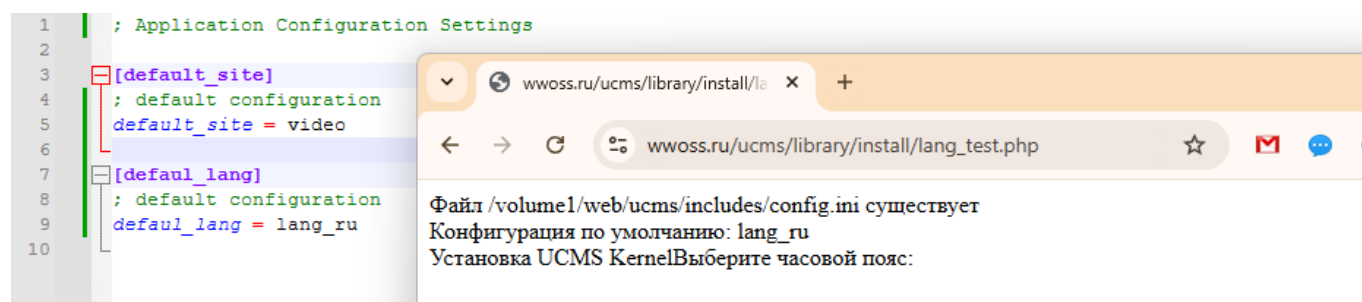 1 ; Application Configuration Settings
2
3 [default_site]
4 ; default configuration
5 default_site = video
6
7 [defaul_lang]
8 ; default configuration
9 defaul_lang = lang_ru
10
wwoss.ru/ucms/library/install/la
wwoss.ru/ucms/library/install/lang_test.php
Файл /volume1/web/ucms/includes/config.ini существует
Конфигурация по умолчанию: lang_ru
Установка UCMS KernelВыберите часовой пояс: